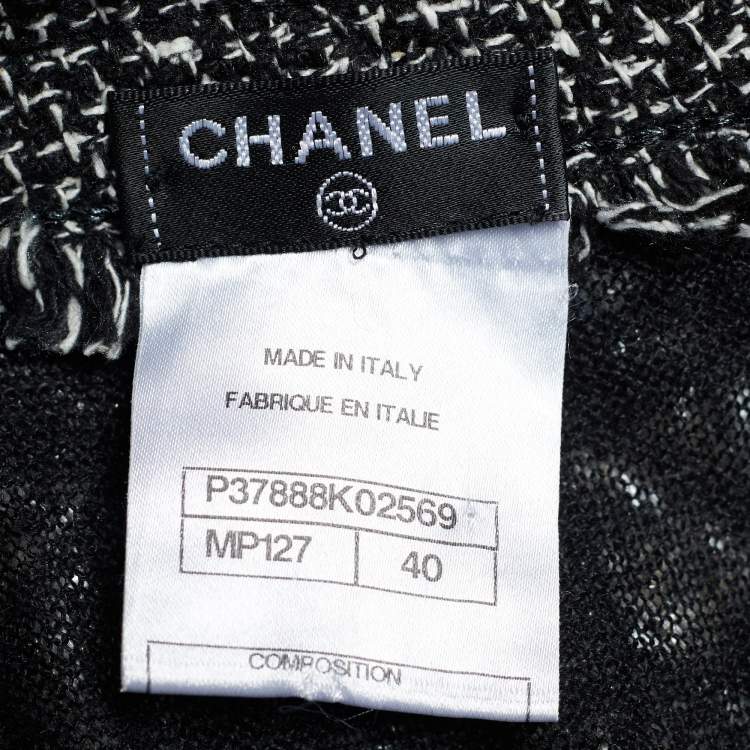 CHANEL
MADE IN ITALY
FABRIQUE EN ITALIE
P37888K02569
MP127 40
COMPOSITION